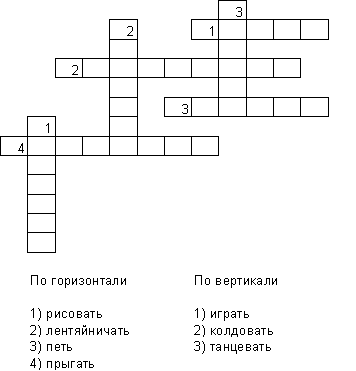 3
2 1
2
3
1
4
По горизонтали По вертикали
1) рисовать 1) играть
2) лентяйничать 2) колдовать
3) петь 3) танцевать
4) прыгать